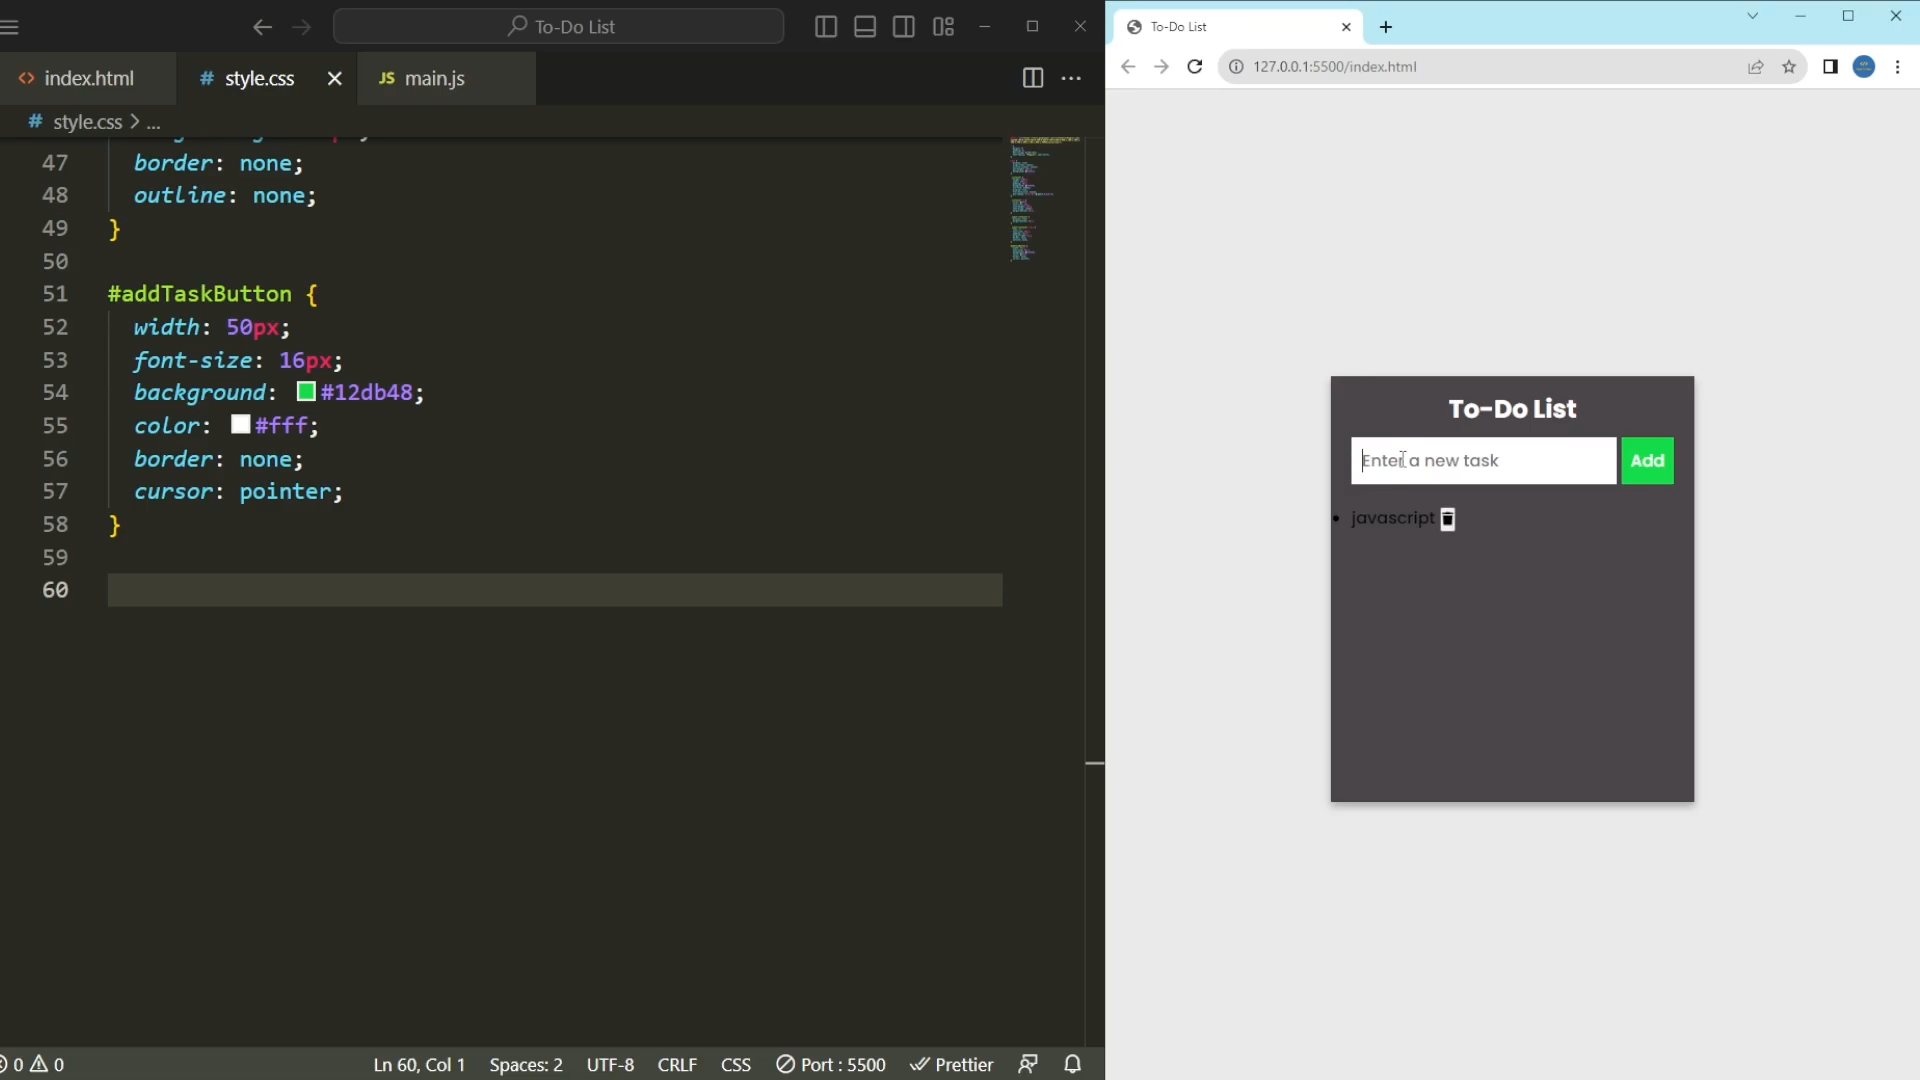 To-Do List
index.html
# style.css
JS main.js
# style.css > ...
47 border: none;
48 outline: none;
49 }
50
51 #addTaskButton {
52 width: 50px;
53 font-size: 16px;
54 background: #12db48;
55 color: #fff;
56 border: none;
57 cursor: pointer;
58 }
59
60
0 0 Ln 60, Col 1 Spaces: 2 UTF-8 CRLF CSS Port : 5500 Prettier
To-Do List
127.0.0.1:5500/index.html
To-Do List
Enter a new task Add
• javascript